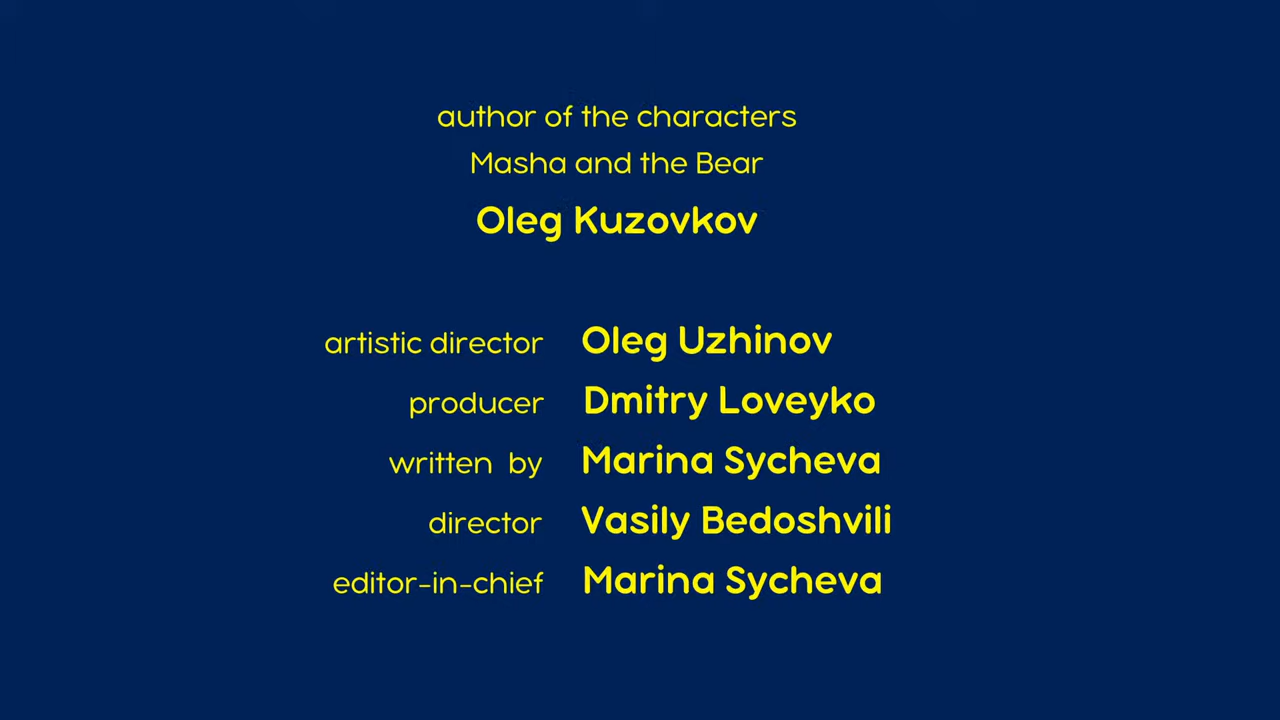 author of the characters
Masha and the Bear
Oleg Kuzovkov
artistic director Oleg Uzhinov
producer Dmitry Loveyko
written by Marina Sycheva
director Vasily Bedoshvili
editor-in-chief Marina Sycheva